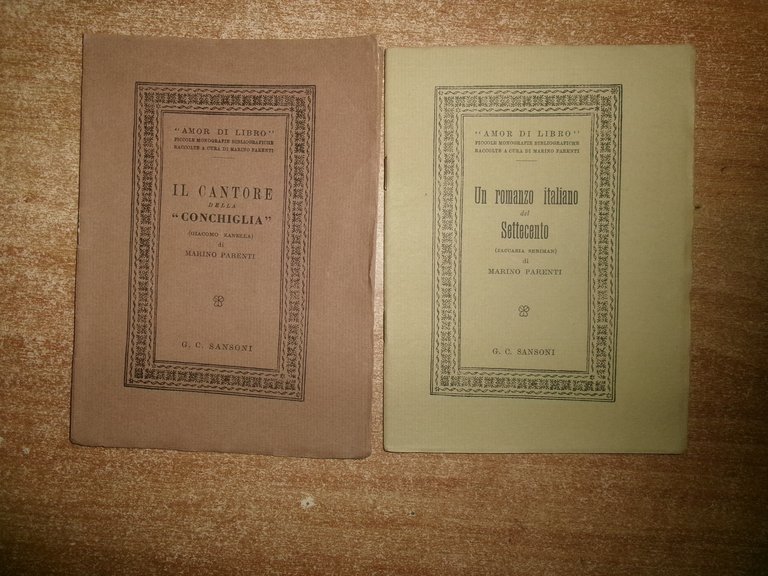 "AMOR DI LIBRO"
PICCOLE MONOGRAFIE BIBLIOGRAFICHE
RACCOLTE A CURA DI MARINO PARENTI
IL CANTORE
DELLA
"CONCHIGLIA"
(GIACOMO ZANELLA)
di
MARINO PARENTI
G. C. SANSONI
"AMOR DI LIBRO"
PICCOLE MONOGRAFIE BIBLIOGRAFICHE
RACCOLTE A CURA DI MARINO PARENTI
Un romanzo italiano
del
Settecento
(ZACCARIA SERIMAN)
di
MARINO PARENTI
G. C. SANSONI